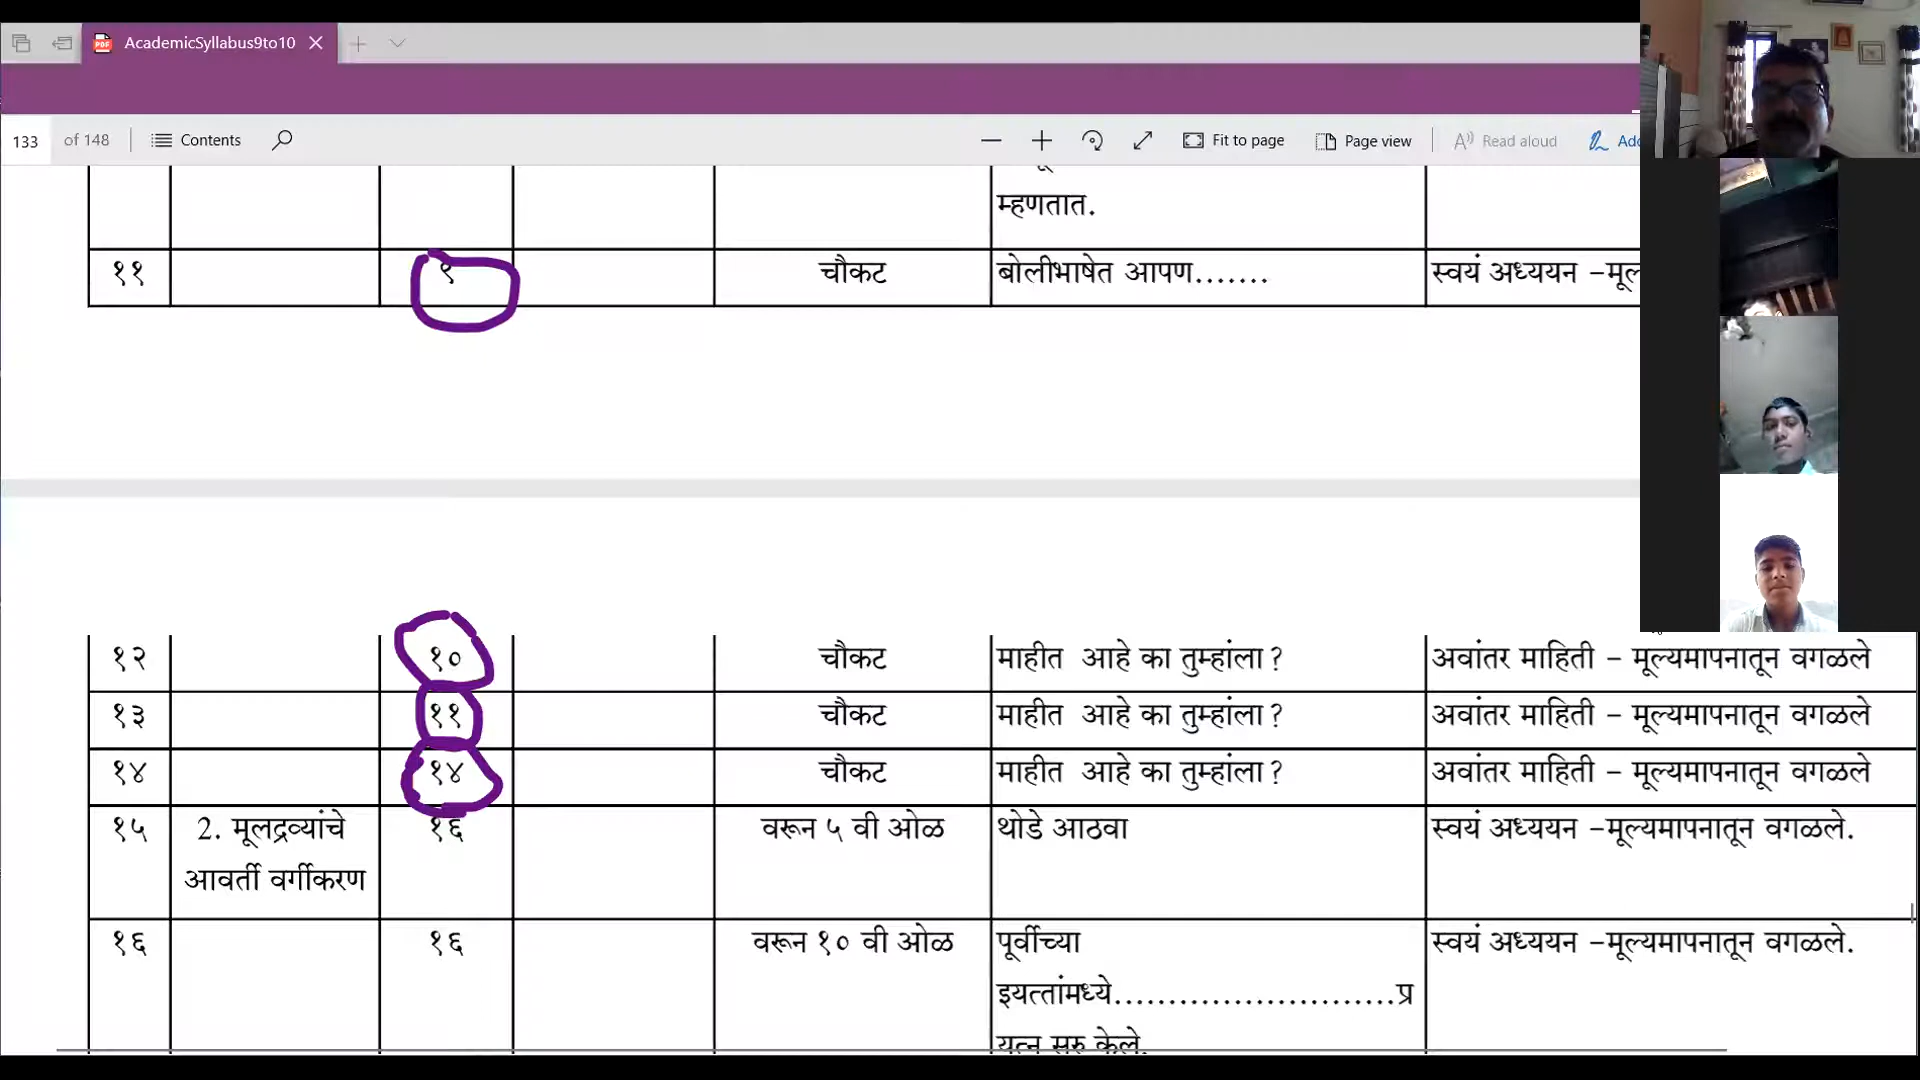 AcademicSyllabus9to10
133 of 148 Contents Fit to page Page view Read aloud
म्हणतात.
११ ९ चौकट बोलीभाषेत आपण....... स्वयं अध्ययन –
१२ १० चौकट माहीत आहे का तुम्हांला? अवांतर माहिती – मूल्यमापनातून वगळले
१३ ११ चौकट माहीत आहे का तुम्हांला? अवांतर माहिती – मूल्यमापनातून वगळले
१४ १४ चौकट माहीत आहे का तुम्हांला? अवांतर माहिती – मूल्यमापनातून वगळले
१५ 2. मूलद्रव्यांचे १६ वरून ५ वी ओळ थोडे आठवा स्वयं अध्ययन –मूल्यमापनातून वगळले.
आवर्ती वर्गीकरण
१६ १६ वरून १० वी ओळ पूर्वीच्या स्वयं अध्ययन –मूल्यमापनातून वगळले.
इयत्तांमध्ये..........................प्र
यत्न सुरु केले.